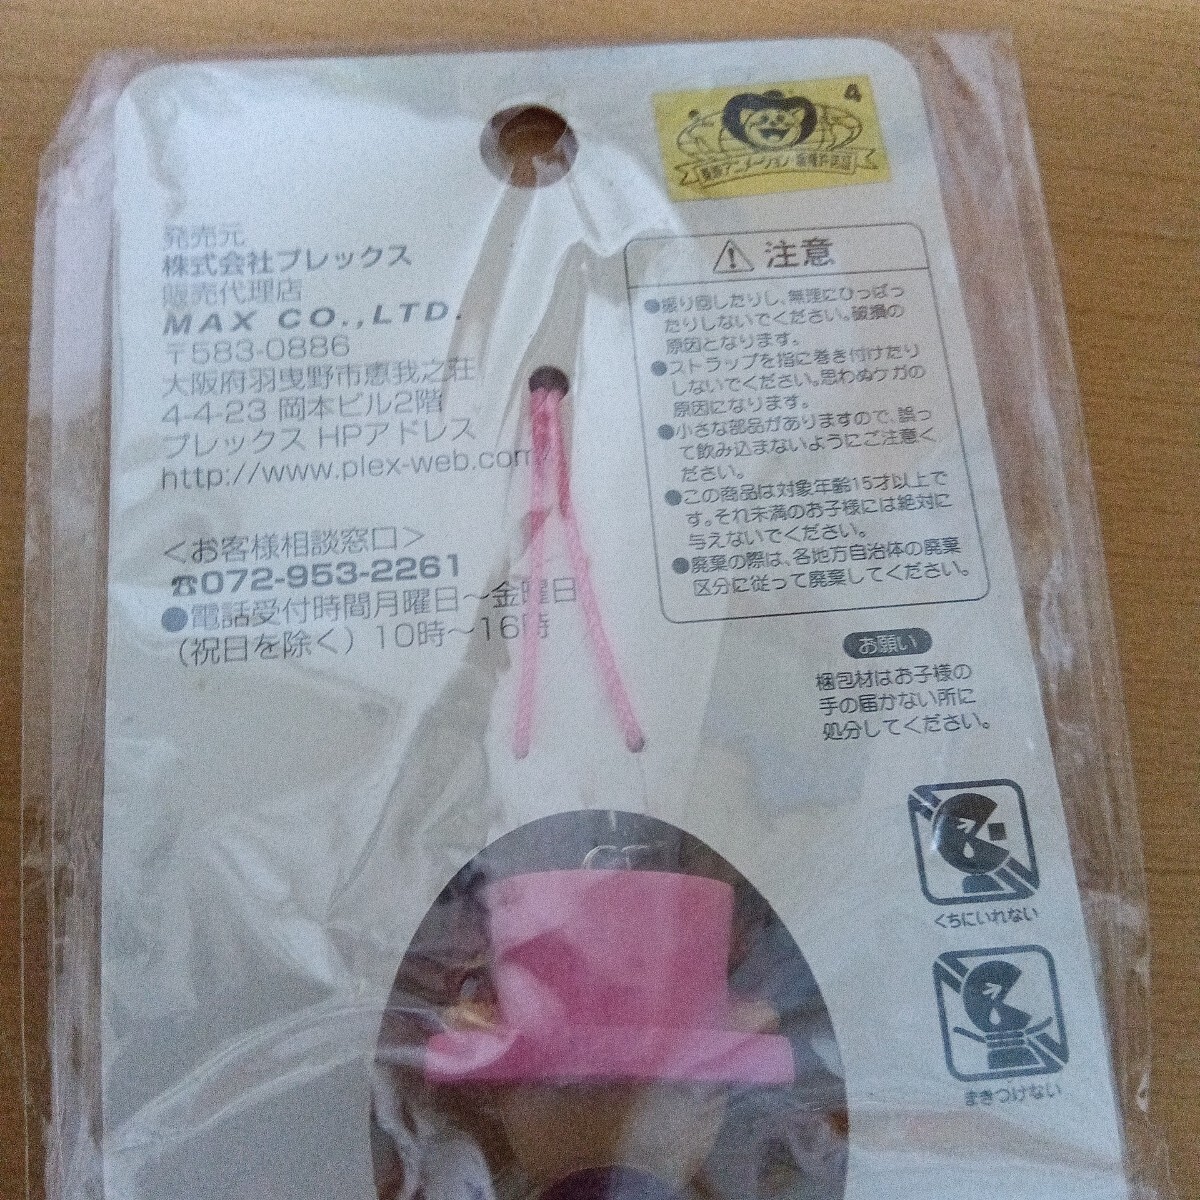 発売元
株式会社プレックス
販売代理店
MAX CO.,LTD.
〒583-0886
大阪府羽曳野市恵我之荘
4-4-23 岡本ビル2階
プレックス HPアドレス
http://www.plex-web.com/
<お客様相談窓口>
☎072-953-2261
●電話受付時間月曜日〜金曜日
(祝日を除く) 10時〜16時
4
東映アニメーション 版権許諾証
⚠ 注意
●振り回したりし、無理にひっぱっ
たりしないでください。破損の
原因となります。
●ストラップを指に巻き付けたり
しないでください。思わぬケガの
原因になります。
●小さな部品がありますので、誤っ
て飲み込まないようにご注意く
ださい。
●この商品は対象年齢15才以上で
す。それ未満のお子様には絶対に
与えないでください。
●廃棄の際は、各地方自治体の廃棄
区分に従って廃棄してください。
お願い
梱包材はお子様の
手の届かない所に
処分してください。
くちにいれない
まきつけない